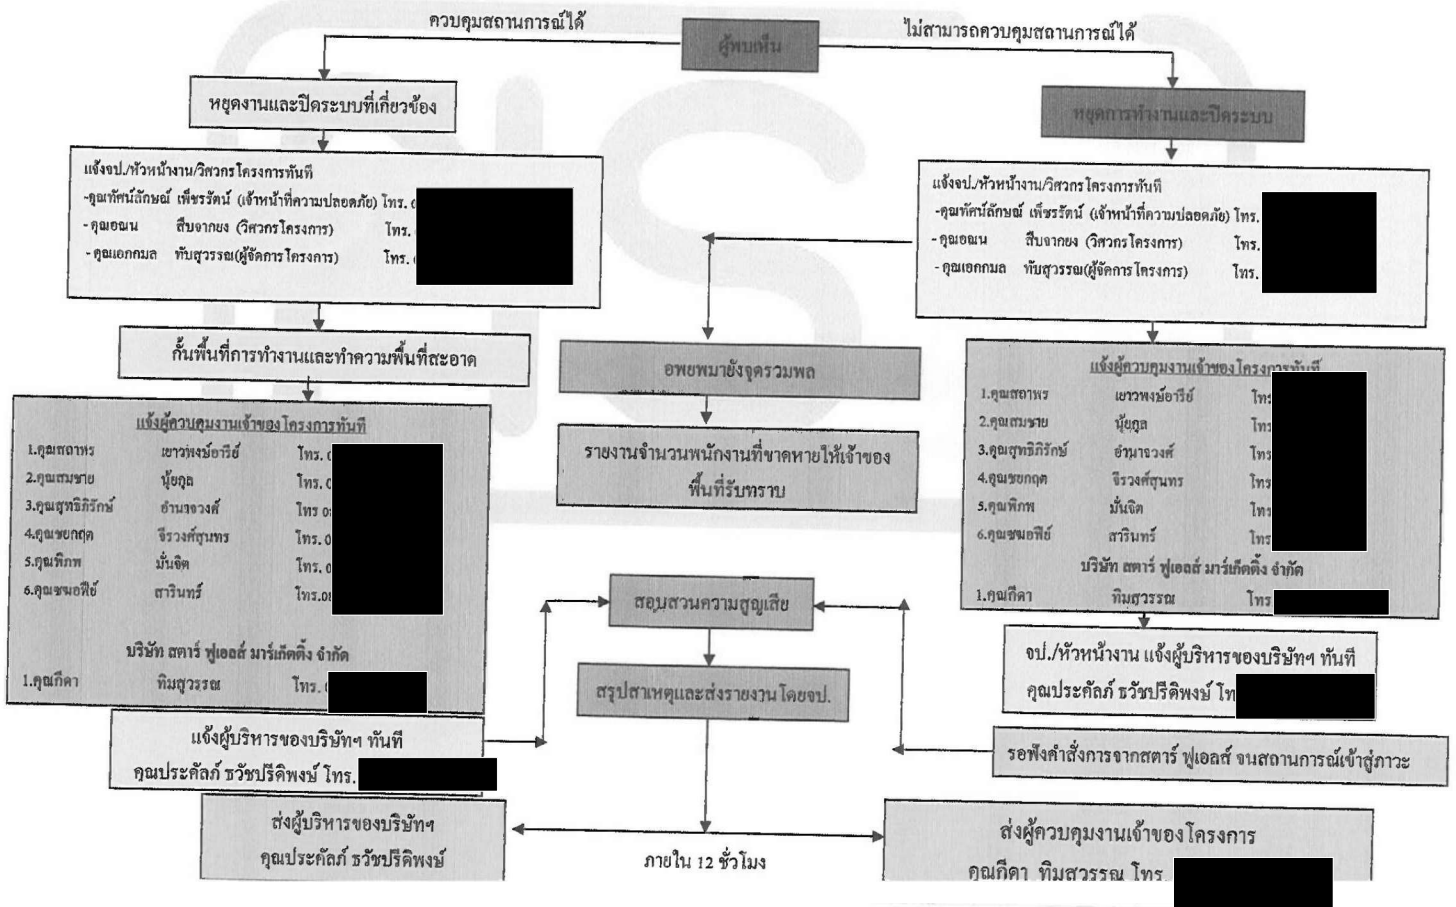 ควบคุมสถานการณ์ได้
ผู้พบเห็น
ไม่สามารถควบคุมสถานการณ์ได้
หยุดงานและปิดระบบที่เกี่ยวข้อง
แจ้งจป./หัวหน้างาน/วิศวกรโครงการทันที
-คุณทัศน์ลักษณ์ เพ็ชรรัตน์ (เจ้าหน้าที่ความปลอดภัย) โทร.
- คุณอณน สืบจากยง (วิศวกรโครงการ) โทร.
- คุณเอกกมล ทับสุวรรณ(ผู้จัดการโครงการ) โทร.
กั้นพื้นที่การทำงานและทำความพื้นที่สะอาด
แจ้งผู้ควบคุมงานเจ้าของโครงการทันที
1.คุณสถาพร เยาวพงษ์อารีย์ โทร.
2.คุณสมชาย นุ้ยกูล โทร.
3.คุณสุทธิภิรักษ์ อำนาจวงศ์ โทร
4.คุณชยกฤต จิรวงศ์สุนทร โทร.
5.คุณพิภพ มั่นจิต โทร.
6.คุณชมอฟีย์ สารินทร์ โทร.
บริษัท สตาร์ ฟูเอลส์ มาร์เก็ตติ้ง จำกัด
1.คุณกีดา ทิมสุวรรณ โทร.
แจ้งผู้บริหารของบริษัทฯ ทันที
คุณประคัลภ์ ธวัชปรีดิพงษ์ โทร.
ส่งผู้บริหารของบริษัทฯ
คุณประคัลภ์ ธวัชปรีดิพงษ์
อพยพมายังจุดรวมพล
รายงานจำนวนพนักงานที่ขาดหายให้เจ้าของ
พื้นที่รับทราบ
สอบสวนความสูญเสีย
สรุปสาเหตุและส่งรายงานโดยจป.
ภายใน 12 ชั่วโมง
หยุดการทำงานและปิดระบบ
แจ้งจป./หัวหน้างาน/วิศวกรโครงการทันที
-คุณทัศน์ลักษณ์ เพ็ชรรัตน์ (เจ้าหน้าที่ความปลอดภัย) โทร.
- คุณอณน สืบจากยง (วิศวกรโครงการ) โทร.
- คุณเอกกมล ทับสุวรรณ(ผู้จัดการโครงการ) โทร.
แจ้งผู้ควบคุมงานเจ้าของโครงการทันที
1.คุณสถาพร เยาวพงษ์อารีย์ โทร
2.คุณสมชาย นุ้ยกูล โทร
3.คุณสุทธิภิรักษ์ อำนาจวงศ์ โทร
4.คุณชยกฤต จิรวงศ์สุนทร โทร
5.คุณพิภพ มั่นจิต โทร
6.คุณชมอฟีย์ สารินทร์ โทร
บริษัท สตาร์ ฟูเอลส์ มาร์เก็ตติ้ง จำกัด
1.คุณกีดา ทิมสุวรรณ โทร
จป./หัวหน้างาน แจ้งผู้บริหารของบริษัทฯ ทันที
คุณประคัลภ์ ธวัชปรีดิพงษ์ โท
รอฟังคำสั่งการจากสตาร์ ฟูเอลส์ จนสถานการณ์เข้าสู่ภาวะ
ส่งผู้ควบคุมงานเจ้าของโครงการ
คุณกีดา ทิมสุวรรณ โทร.